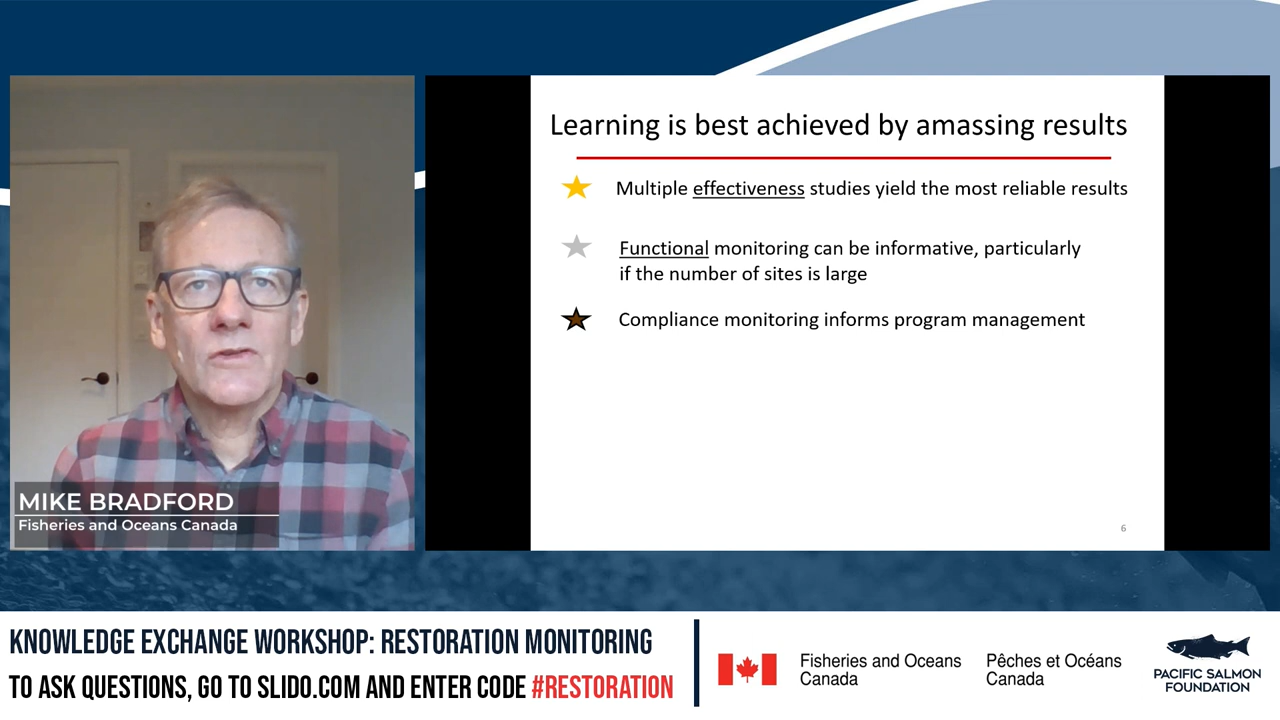 Learning is best achieved by amassing results
Multiple effectiveness studies yield the most reliable results
Functional monitoring can be informative, particularly
if the number of sites is large
Compliance monitoring informs program management
6
MIKE BRADFORD
Fisheries and Oceans Canada
KNOWLEDGE EXCHANGE WORKSHOP: RESTORATION MONITORING
TO ASK QUESTIONS, GO TO SLIDO.COM AND ENTER CODE #RESTORATION
Fisheries and Oceans
Canada
Pêches et Océans
Canada
PACIFIC SALMON
FOUNDATION